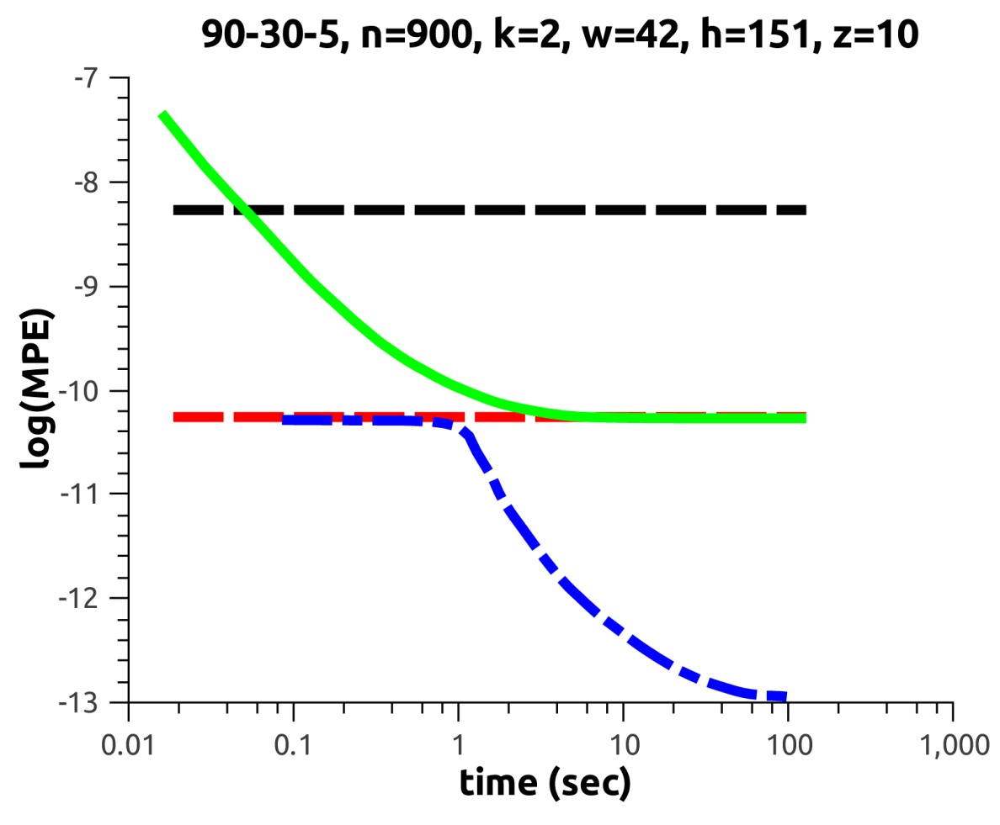 90-30-5, n=900, k=2, w=42, h=151, z=10
log(MPE)
-7
-8
-9
-10
-11
-12
-13
0.01 0.1 1 10 100 1,000
time (sec)